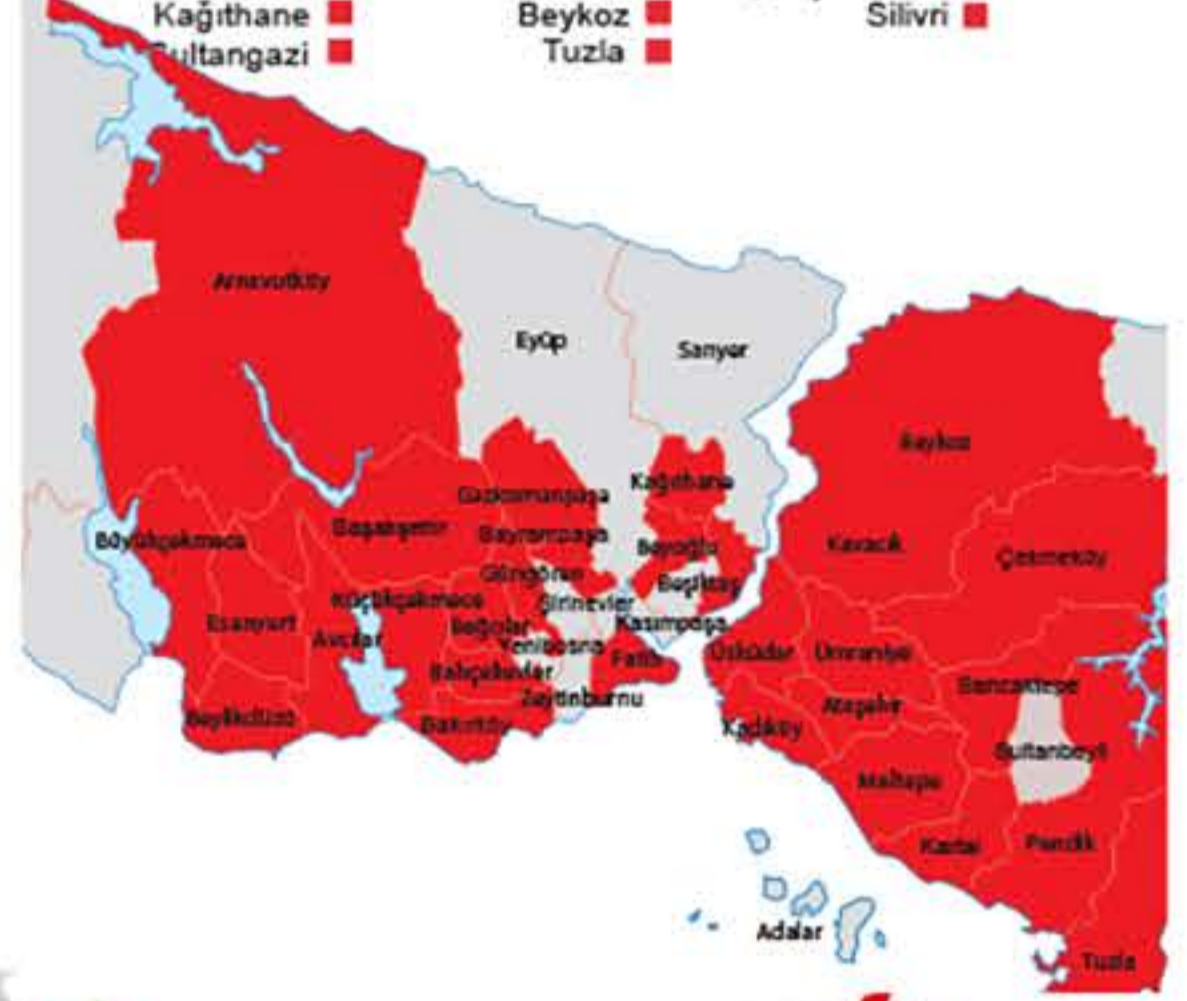 Kağıthane
Beykoz
Silivri
Sultangazi
Tuzla
Arnavutköy
Eyüp
Sarıyer
Beykoz
Kağıthane
Gaziosmanpaşa
Başakşehir
Bayrampaşa
Büyükçekmece
Beyoğlu
Kavacık
Çekmeköy
Güngören
Beşiktaş
Küçükçekmece
Şirinevler
Esenyurt
Bağcılar
Kasımpaşa
Avcılar
Yenibosna
Fatih
Üsküdar
Ümraniye
Bahçelievler
Sancaktepe
Zeytinburnu
Ataşehir
Beylikdüzü
Bakırköy
Kadıköy
Sultanbeyli
Maltepe
Kartal
Pendik
Adalar
Tuzla